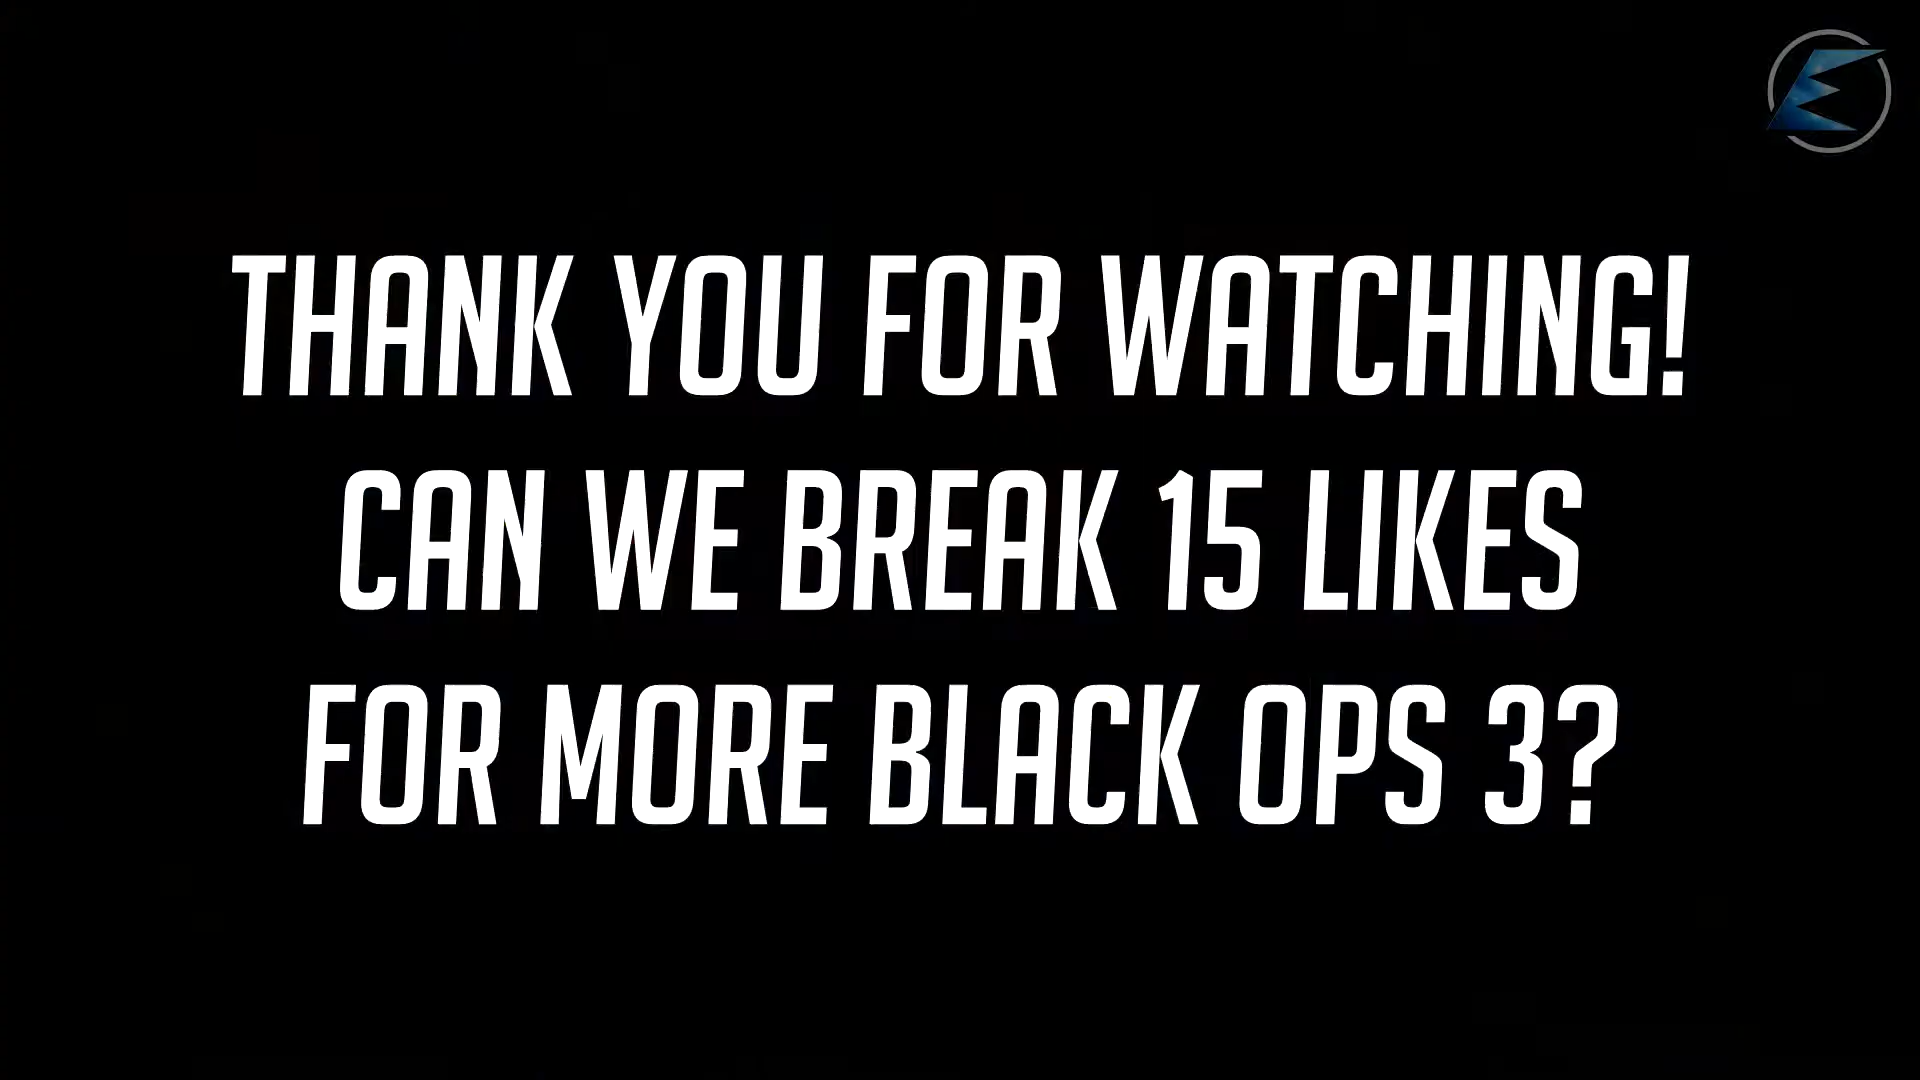 THANK YOU FOR WATCHING!
CAN WE BREAK 15 LIKES
FOR MORE BLACK OPS 3?